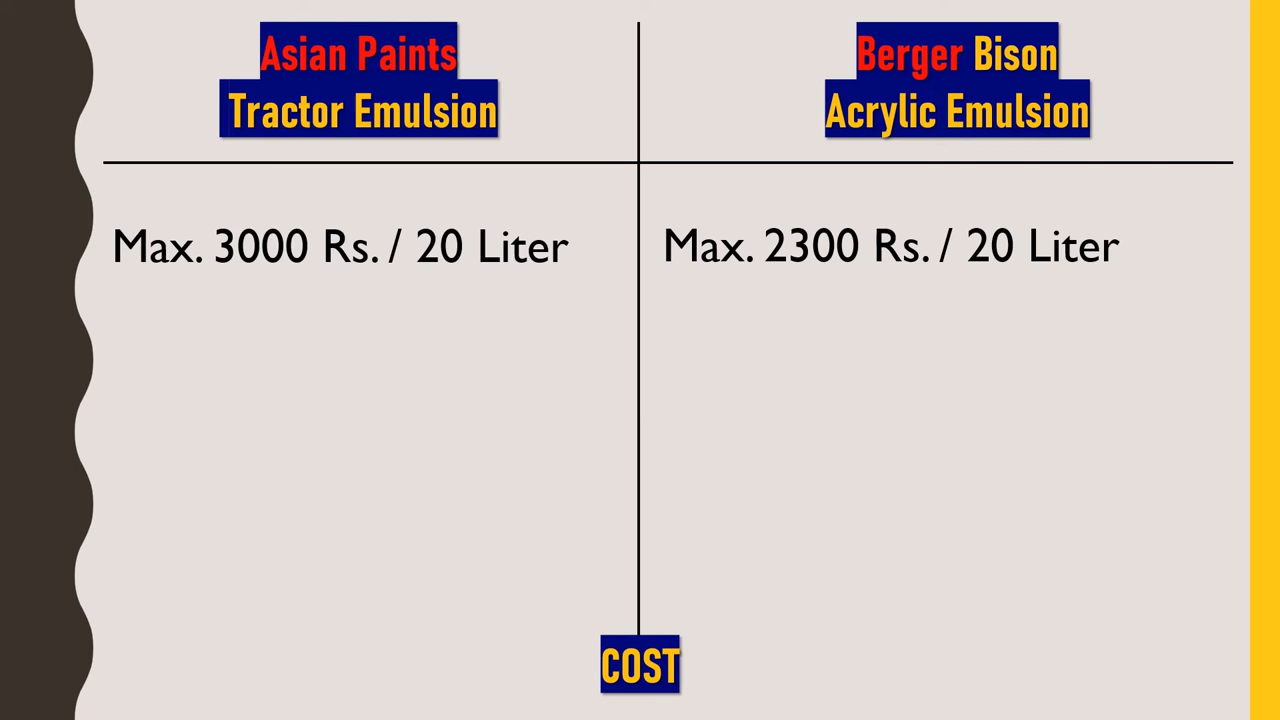 Asian Paints
Tractor Emulsion
Berger Bison
Acrylic Emulsion
Max. 3000 Rs. / 20 Liter
Max. 2300 Rs. / 20 Liter
COST